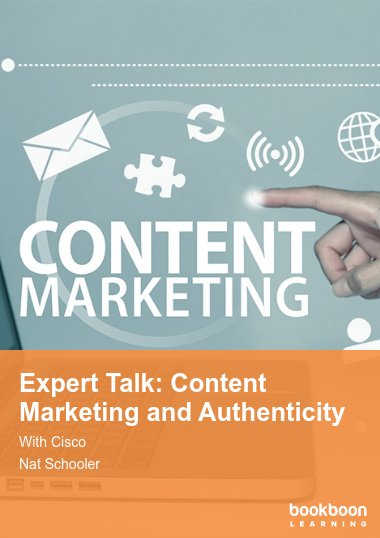 CONTENT
MARKETING
Expert Talk: Content
Marketing and Authenticity
With Cisco
Nat Schooler
bookboon
LEARNING